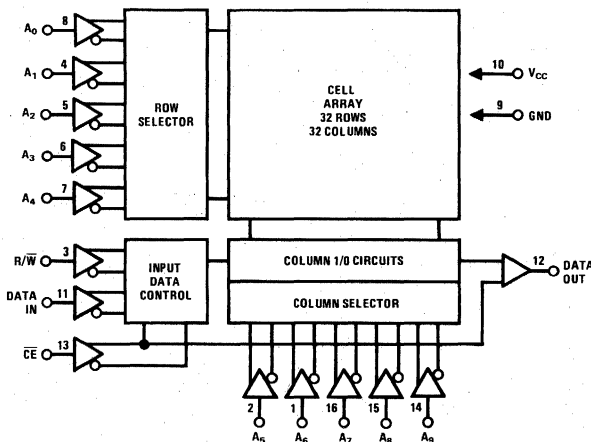 A0 8
A1 4
A2 5
A3 6
A4 7
ROW
SELECTOR
CELL
ARRAY
32 ROWS
32 COLUMNS
10 VCC
9 GND
R/W̅ 3
DATA
IN 11
C̅E̅ 13
INPUT
DATA
CONTROL
COLUMN 1/0 CIRCUITS
COLUMN SELECTOR
12 DATA
OUT
2 1 16 15 14
A5 A6 A7 A8 A9